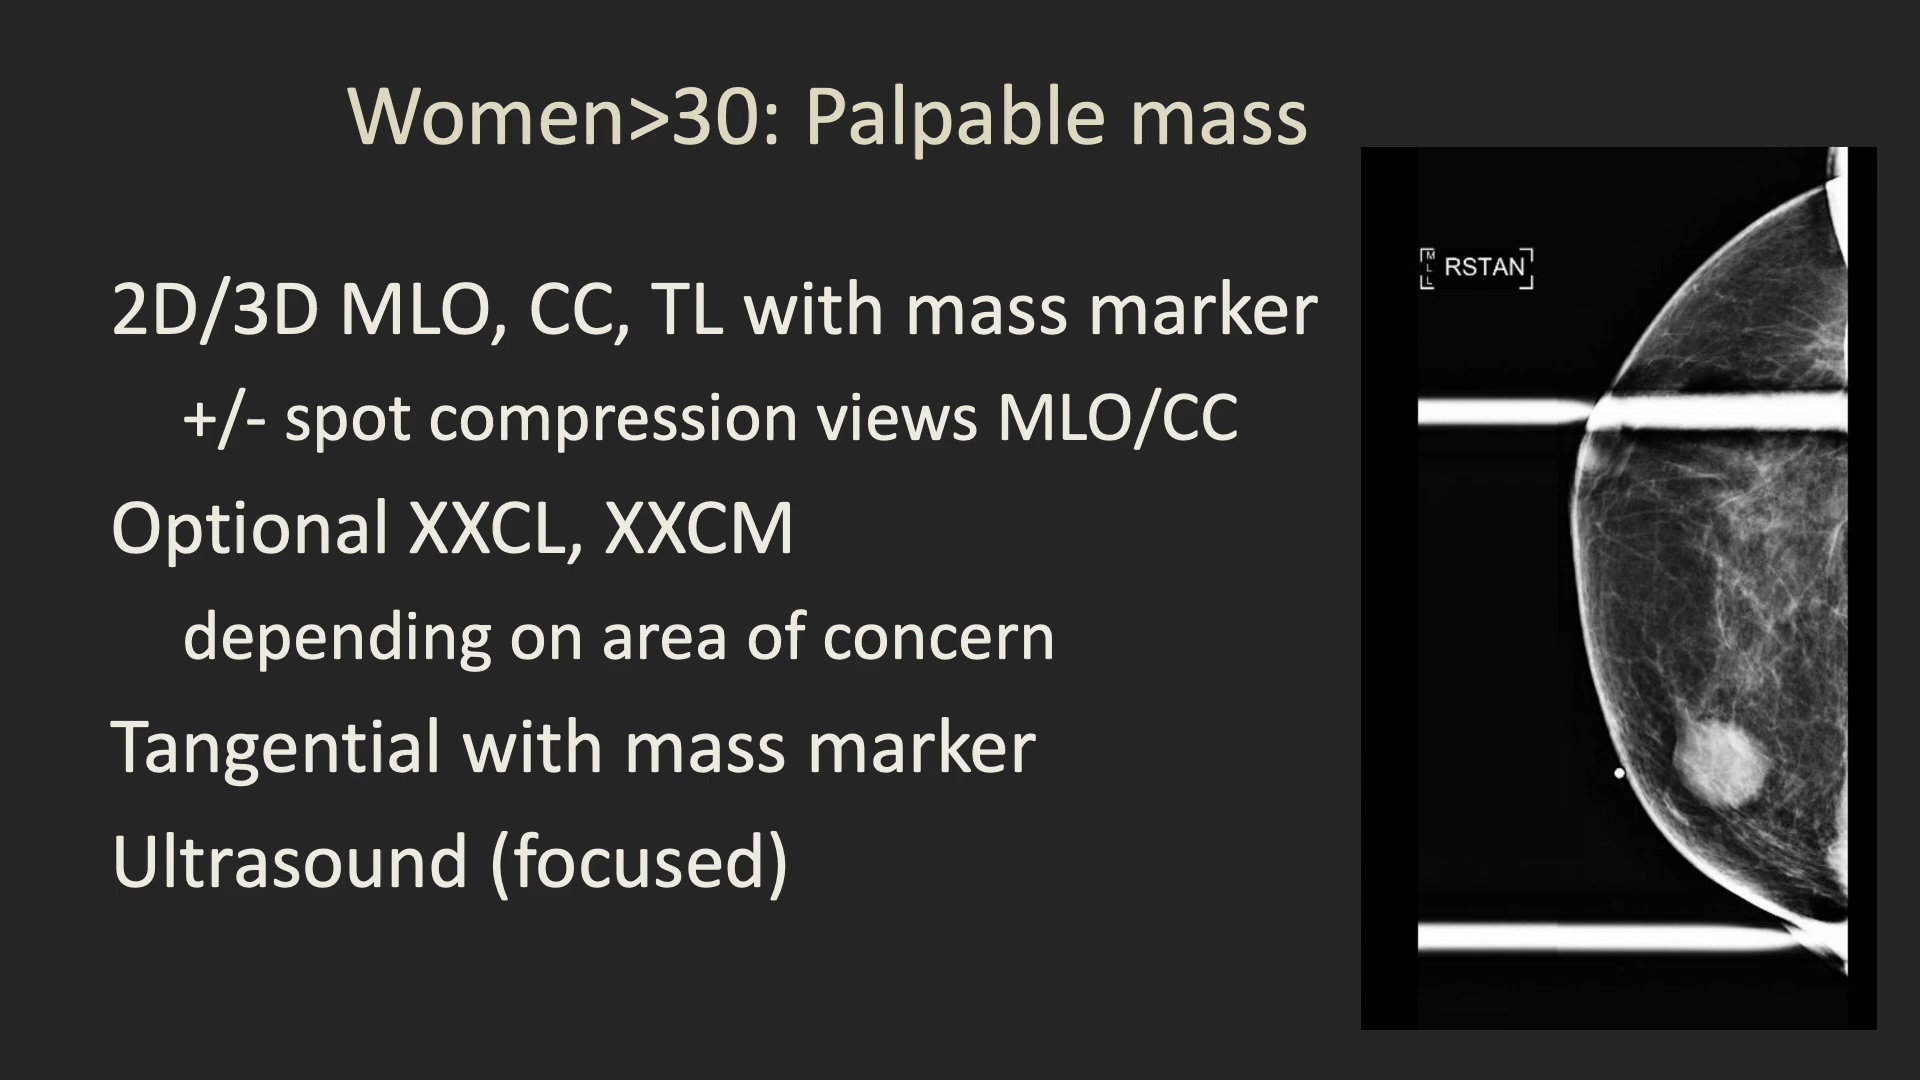 Women>30: Palpable mass
2D/3D MLO, CC, TL with mass marker
+/- spot compression views MLO/CC
Optional XXCL, XXCM
depending on area of concern
Tangential with mass marker
Ultrasound (focused)
MLL RSTAN